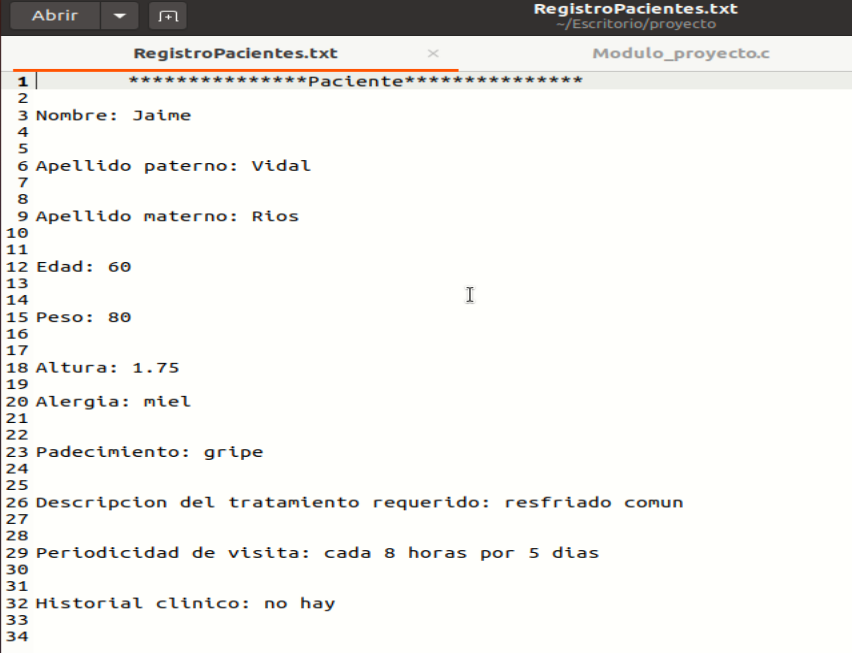 Abrir
RegistroPacientes.txt
~/Escritorio/proyecto
RegistroPacientes.txt × Modulo_proyecto.c
1 ***************Paciente***************
2
3 Nombre: Jaime
4
5
6 Apellido paterno: Vidal
7
8
9 Apellido materno: Rios
10
11
12 Edad: 60
13
14
15 Peso: 80
16
17
18 Altura: 1.75
19
20 Alergia: miel
21
22
23 Padecimiento: gripe
24
25
26 Descripcion del tratamiento requerido: resfriado comun
27
28
29 Periodicidad de visita: cada 8 horas por 5 dias
30
31
32 Historial clinico: no hay
33
34